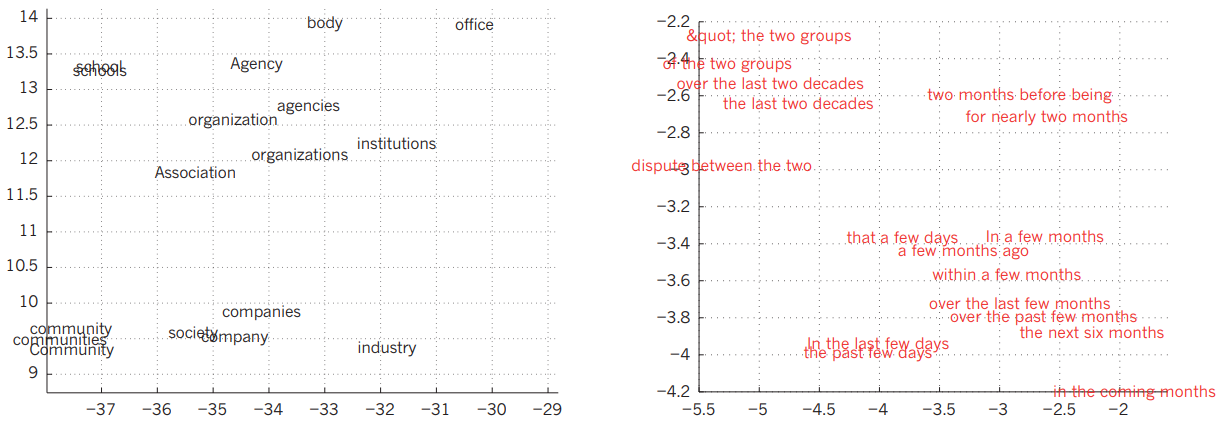 14
13.5
13
12.5
12
11.5
11
10.5
10
9
−37
−36
−35
−34
−33
−32
−31
−30
−29
body
office
school
schools
Agency
agencies
organization
organizations
institutions
Association
companies
community
society
communities
company
Community
industry
−2.2
−2.4
−2.6
−2.8
−3
−3.2
−3.4
−3.6
−3.8
−4
−4.2
−5.5
−5
−4.5
−4
−3.5
−3
−2.5
−2
&quot; the two groups
of the two groups
over the last two decades
the last two decades
two months before being
for nearly two months
dispute between the two
that a few days
In a few months
a few months ago
within a few months
over the last few months
over the past few months
the next six months
In the last few days
the past few days
in the coming months